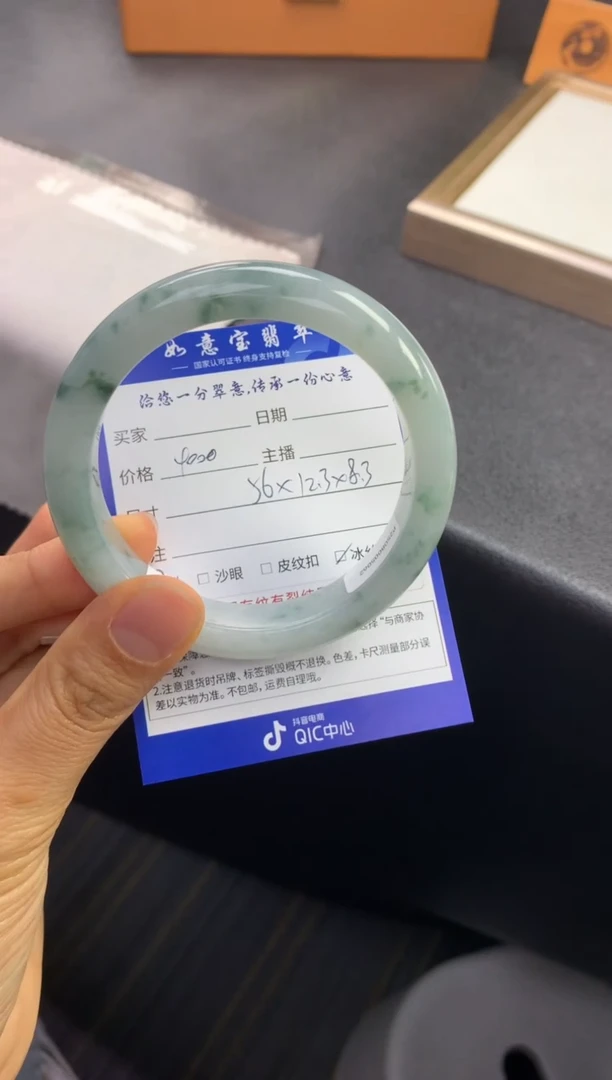 如意宝翡翠
国家认可证书 终身支持复检
给您一分翠意,传承一份心意
买家 日期
价格 4000 主播
尺寸 56×12.3×8.3
注
沙眼 皮纹扣 冰
一致”。
2.注意退货时吊牌、标签撕毁概不退换。色差,卡尺测量部分误
差以实物为准。不包邮,运费自理哦。
抖音电商
QIC中心